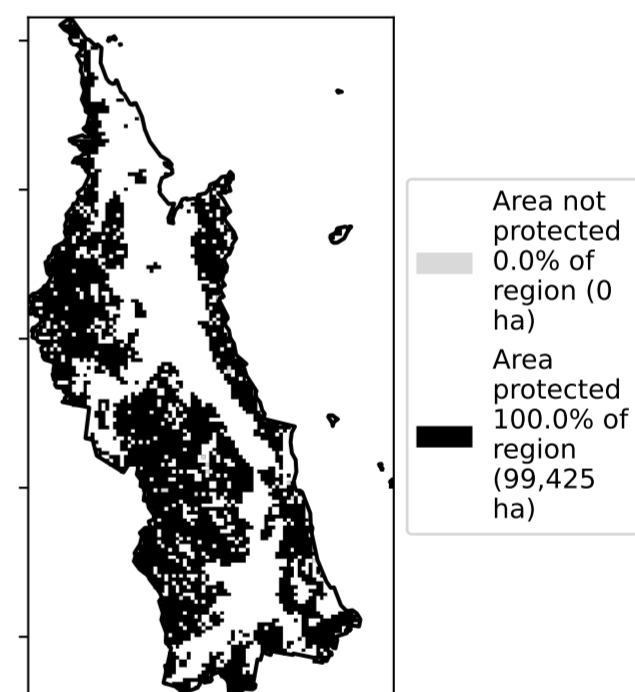 Area not
protected
0.0% of
region (0
ha)
Area
protected
100.0% of
region
(99,425
ha)